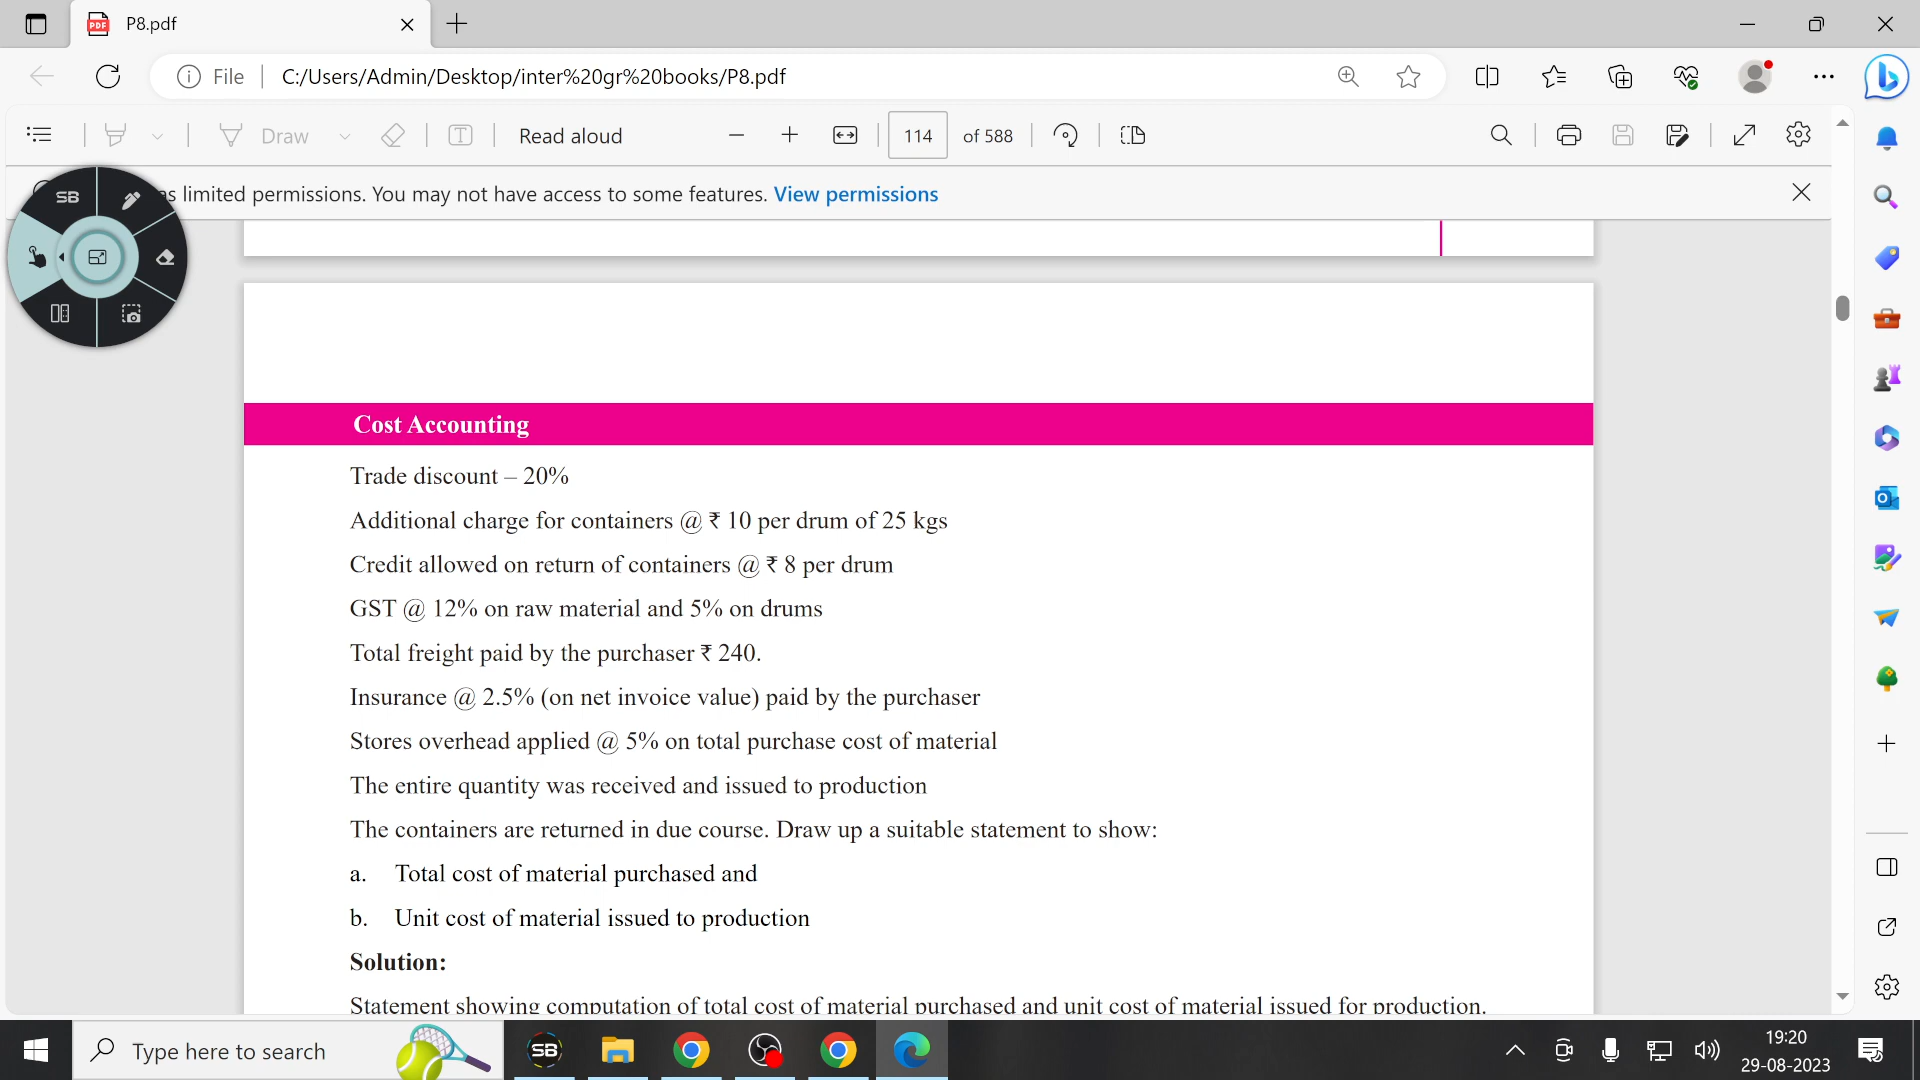 P8.pdf
File
C:/Users/Admin/Desktop/inter%20gr%20books/P8.pdf
Draw
Read aloud
114 of 588
SB
as limited permissions. You may not have access to some features. View permissions
Cost Accounting
Trade discount – 20%
Additional charge for containers @ ₹ 10 per drum of 25 kgs
Credit allowed on return of containers @ ₹ 8 per drum
GST @ 12% on raw material and 5% on drums
Total freight paid by the purchaser ₹ 240.
Insurance @ 2.5% (on net invoice value) paid by the purchaser
Stores overhead applied @ 5% on total purchase cost of material
The entire quantity was received and issued to production
The containers are returned in due course. Draw up a suitable statement to show:
a. Total cost of material purchased and
b. Unit cost of material issued to production
Solution:
Statement showing computation of total cost of material purchased and unit cost of material issued for production.
Type here to search
SB
19:20
29-08-2023